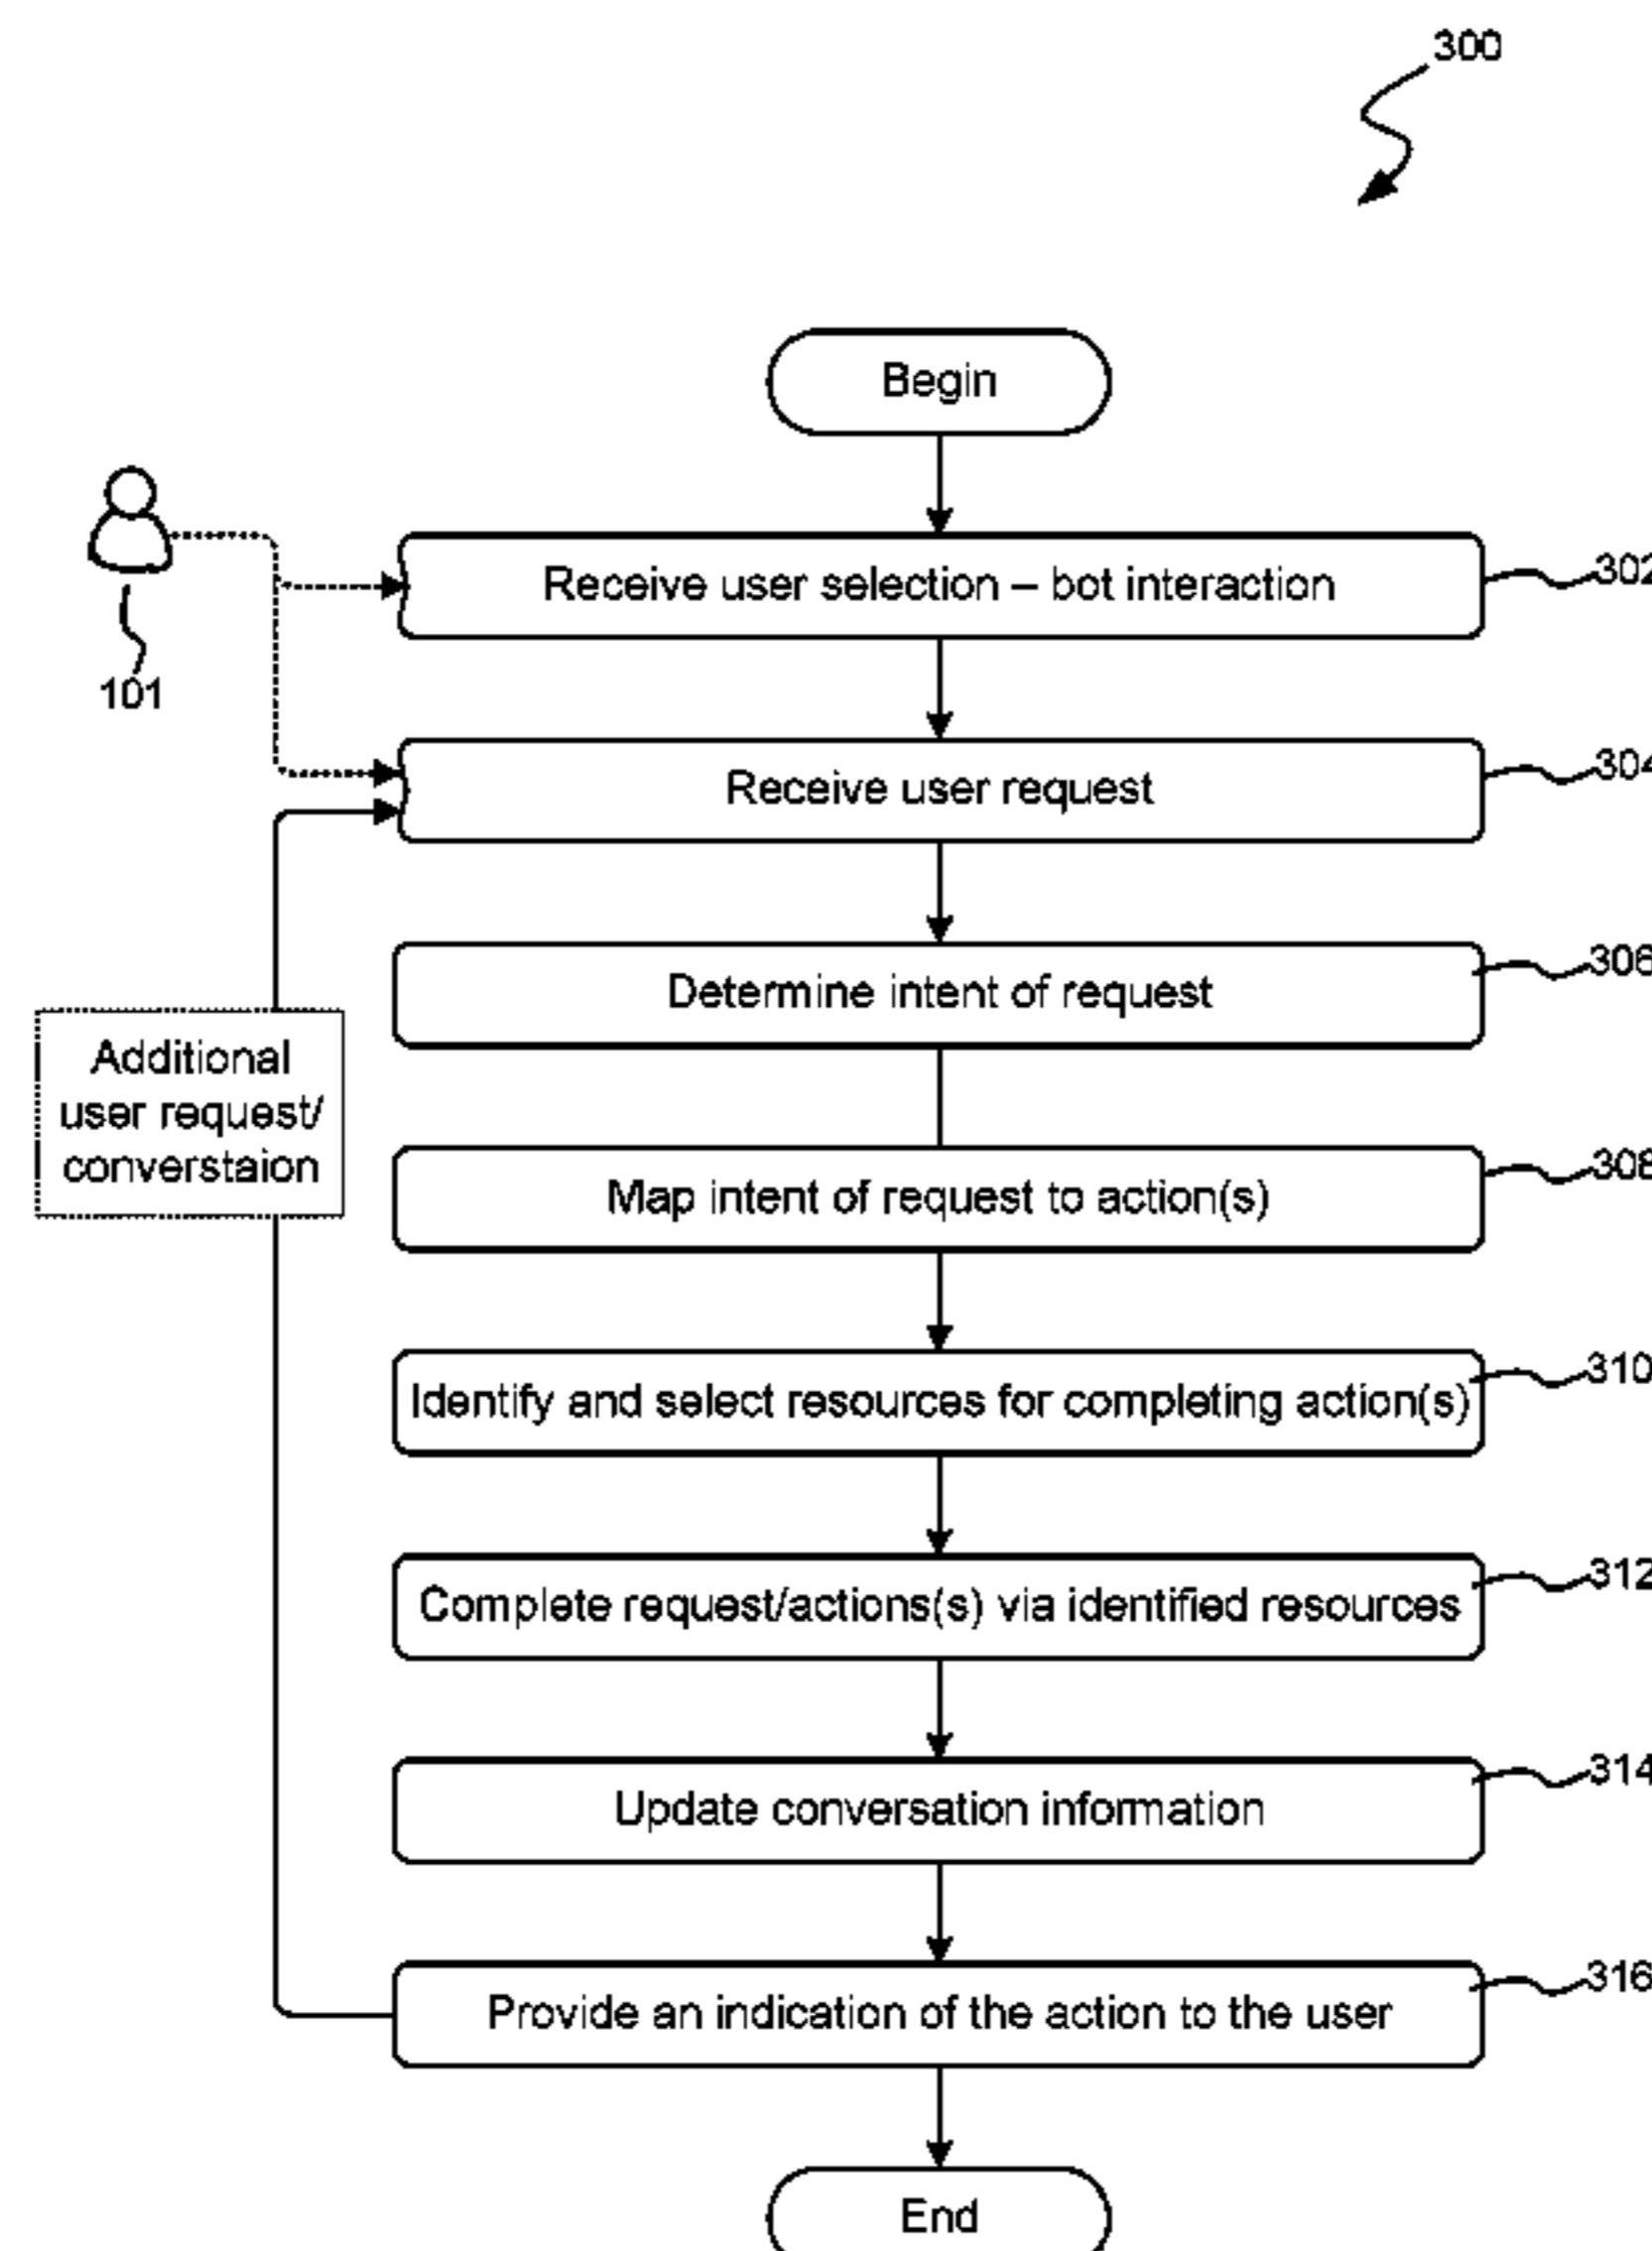 300
Begin
Receive user selection – bot interaction
302
101
Receive user request
304
Determine intent of request
306
Additional
user request/
converstaion
Map intent of request to action(s)
308
Identify and select resources for completing action(s)
310
Complete request/actions(s) via identified resources
312
Update conversation information
314
Provide an indication of the action to the user
316
End